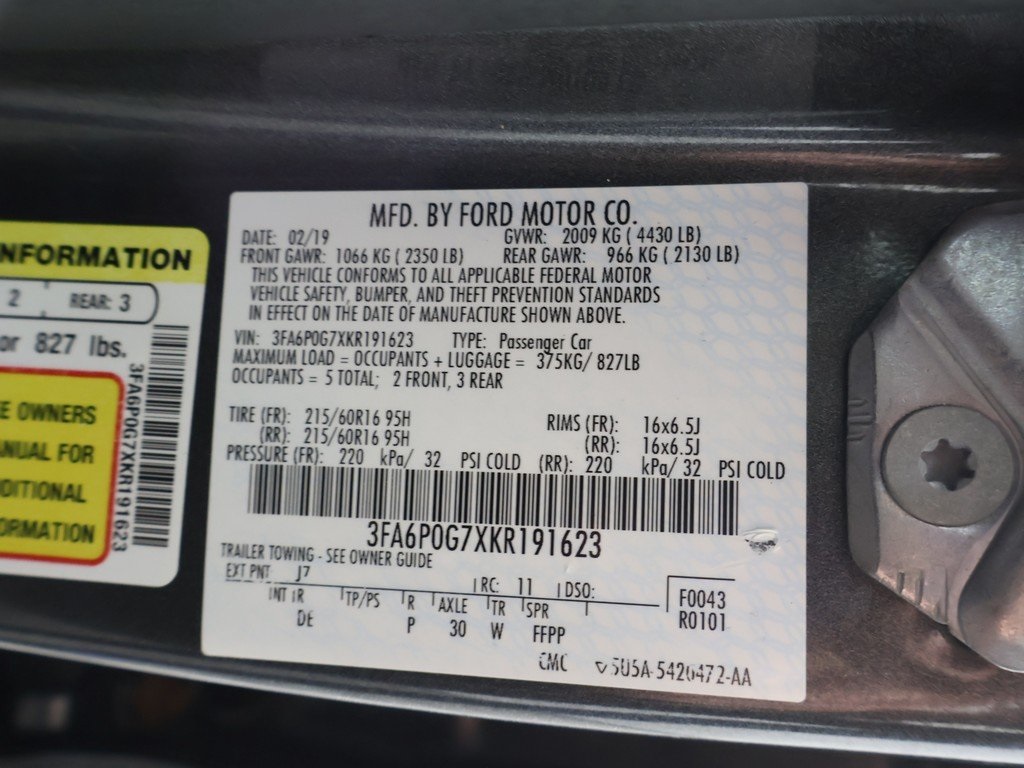 NFORMATION
2 REAR: 3
or 827 lbs.
E OWNERS
ANUAL FOR
DITIONAL
ORMATION
3FA6P0G7XKR191623
MFD. BY FORD MOTOR CO.
DATE: 02/19 GVWR: 2009 KG ( 4430 LB)
FRONT GAWR: 1066 KG ( 2350 LB) REAR GAWR: 966 KG ( 2130 LB)
THIS VEHICLE CONFORMS TO ALL APPLICABLE FEDERAL MOTOR
VEHICLE SAFETY, BUMPER, AND THEFT PREVENTION STANDARDS
IN EFFECT ON THE DATE OF MANUFACTURE SHOWN ABOVE.
VIN: 3FA6P0G7XKR191623 TYPE: Passenger Car
MAXIMUM LOAD = OCCUPANTS + LUGGAGE = 375KG/ 827LB
OCCUPANTS = 5 TOTAL; 2 FRONT, 3 REAR
TIRE (FR): 215/60R16 95H RIMS (FR): 16x6.5J
(RR): 215/60R16 95H (RR): 16x6.5J
PRESSURE (FR): 220 kPa/ 32 PSI COLD (RR): 220 kPa/ 32 PSI COLD
3FA6P0G7XKR191623
TRAILER TOWING - SEE OWNER GUIDE
EXT PNT J7 RC: 11 DSO:
INT TR TP/PS R AXLE TR SPR F0043
DE P 30 W FFPP R0101
CMC 5U5A-5420472-AA